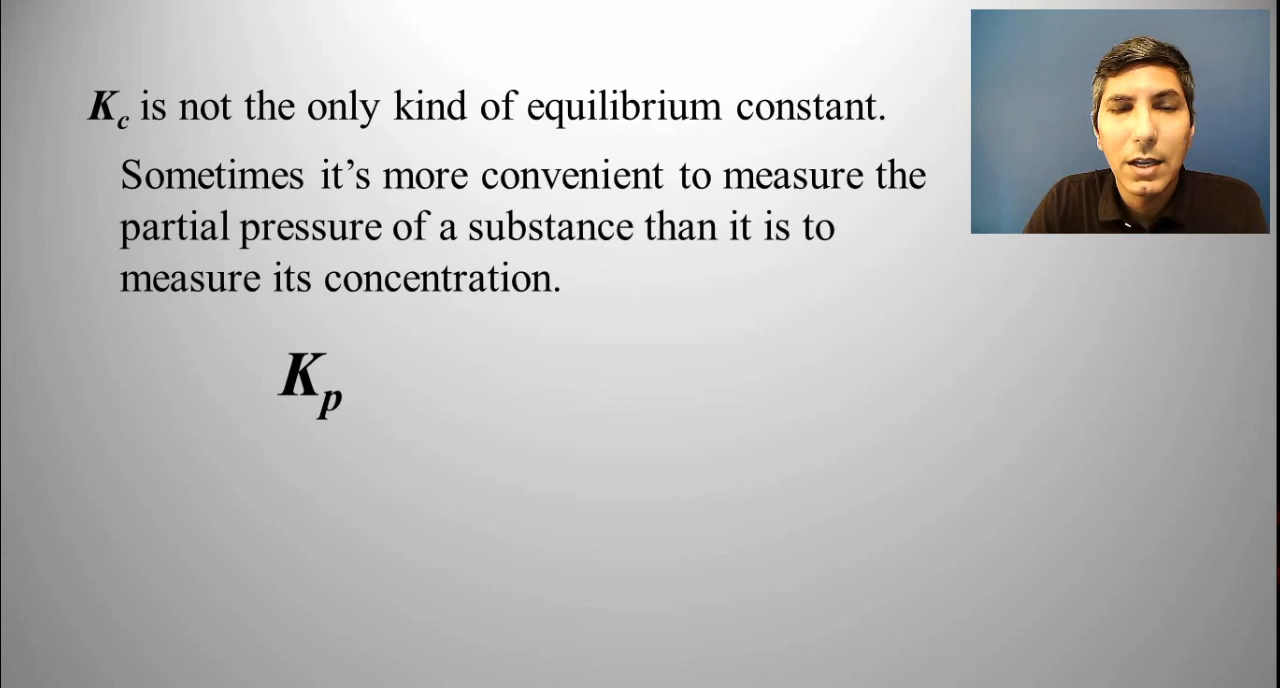 Kc is not the only kind of equilibrium constant.
Sometimes it’s more convenient to measure the
partial pressure of a substance than it is to
measure its concentration.
Kp